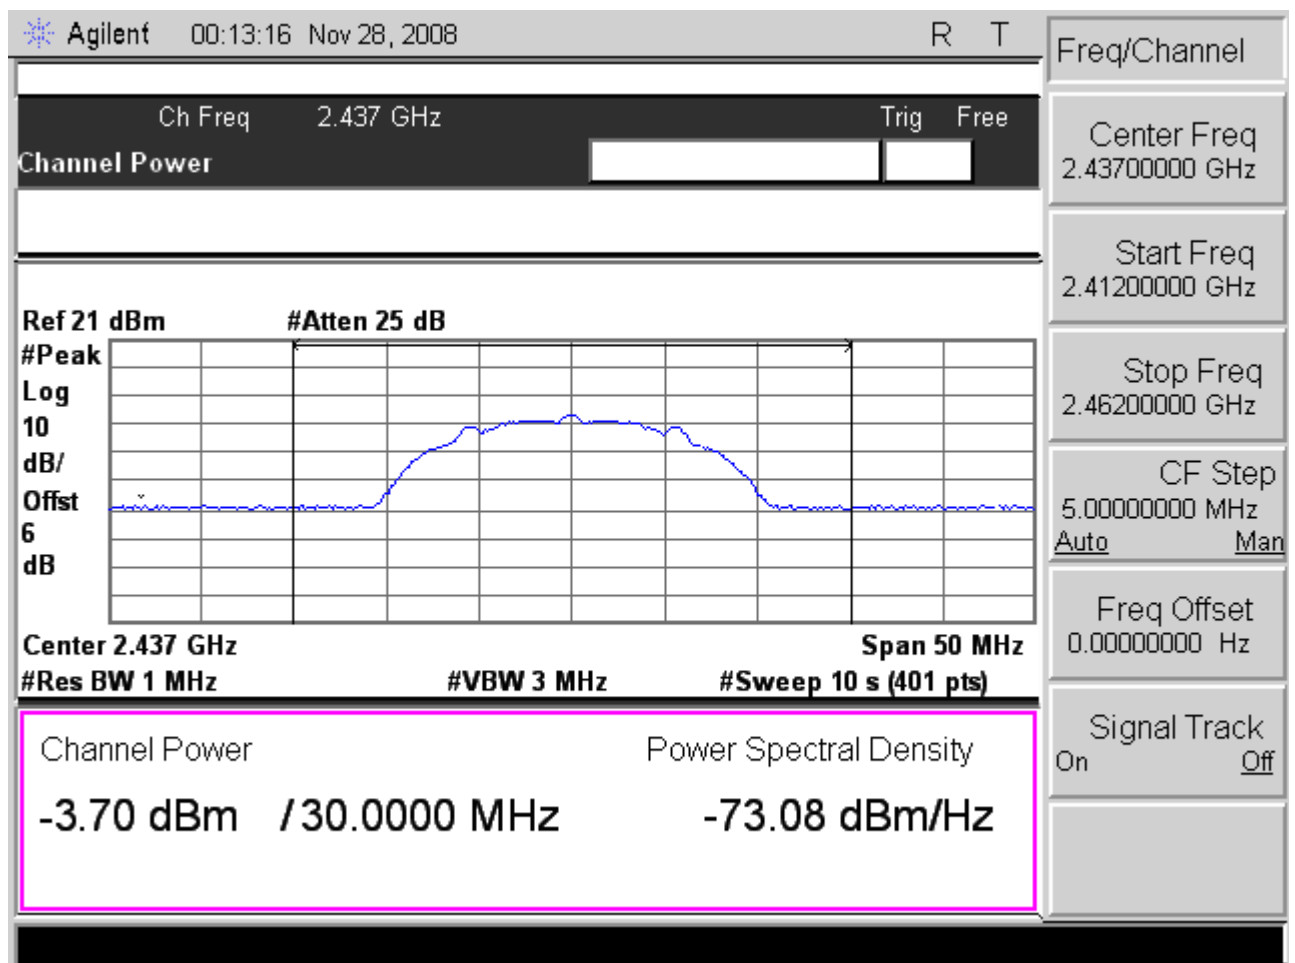 Agilent 00:13:16 Nov 28, 2008 R T
Freq/Channel
Ch Freq 2.437 GHz Trig Free
Channel Power
Center Freq
2.43700000 GHz
Start Freq
2.41200000 GHz
Stop Freq
2.46200000 GHz
CF Step
5.00000000 MHz
Auto Man
Freq Offset
0.00000000 Hz
Signal Track
On Off
Ref 21 dBm #Atten 25 dB
#Peak
Log
10
dB/
Offst
6
dB
Center 2.437 GHz Span 50 MHz
#Res BW 1 MHz #VBW 3 MHz #Sweep 10 s (401 pts)
Channel Power Power Spectral Density
-3.70 dBm / 30.0000 MHz -73.08 dBm/Hz